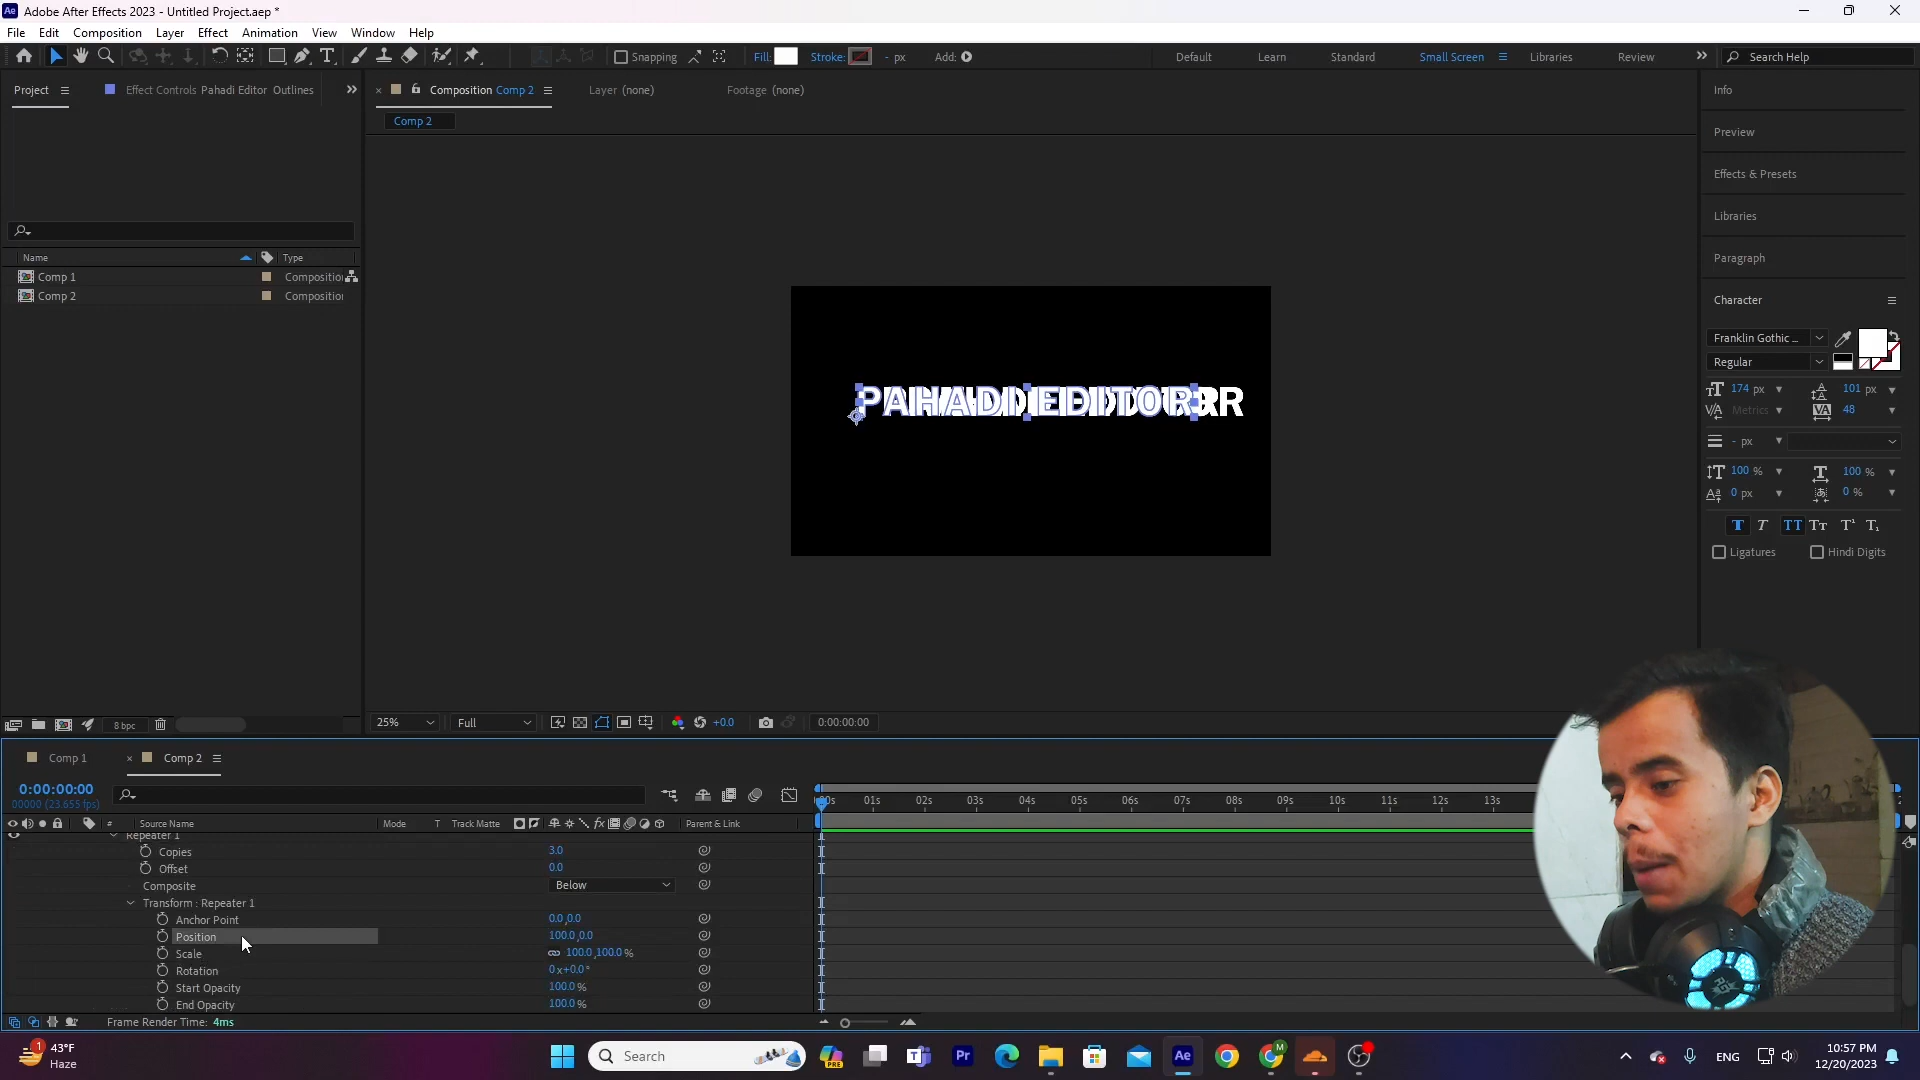 Adobe After Effects 2023 - Untitled Project.aep *
File Edit Composition Layer Effect Animation View Window Help
Snapping Fill: Stroke: - px Add: Default Learn Standard Small Screen Libraries Review Search Help
Project Effect Controls Pahadi Editor Outlines
Composition Comp 2 Layer (none) Footage (none)
Comp 2
Name Type
Comp 1 Compositio
Comp 2 Compositio
PAHADI EDITOR
Info
Preview
Effects & Presets
Libraries
Paragraph
Character
Franklin Gothic ...
Regular
174 px 101 px
Metrics 48
- px
100 % 100 %
0 px 0 %
Ligatures Hindi Digits
8 bpc
25% Full +0.0 0:00:00:00
Comp 1 Comp 2
0:00:00:00
00000 (23.655 fps)
01s 02s 03s 04s 05s 06s 07s 08s 09s 10s 11s 12s 13s
# Source Name Mode T Track Matte Parent & Link
Repeater 1
Copies 3.0
Offset 0.0
Composite Below
Transform : Repeater 1
Anchor Point 0.0,0.0
Position 100.0,0.0
Scale 100.0,100.0 %
Rotation 0x+0.0°
Start Opacity 100.0 %
End Opacity 100.0 %
Frame Render Time: 4ms
1
43°F
Haze
Search
ENG
10:57 PM
12/20/2023